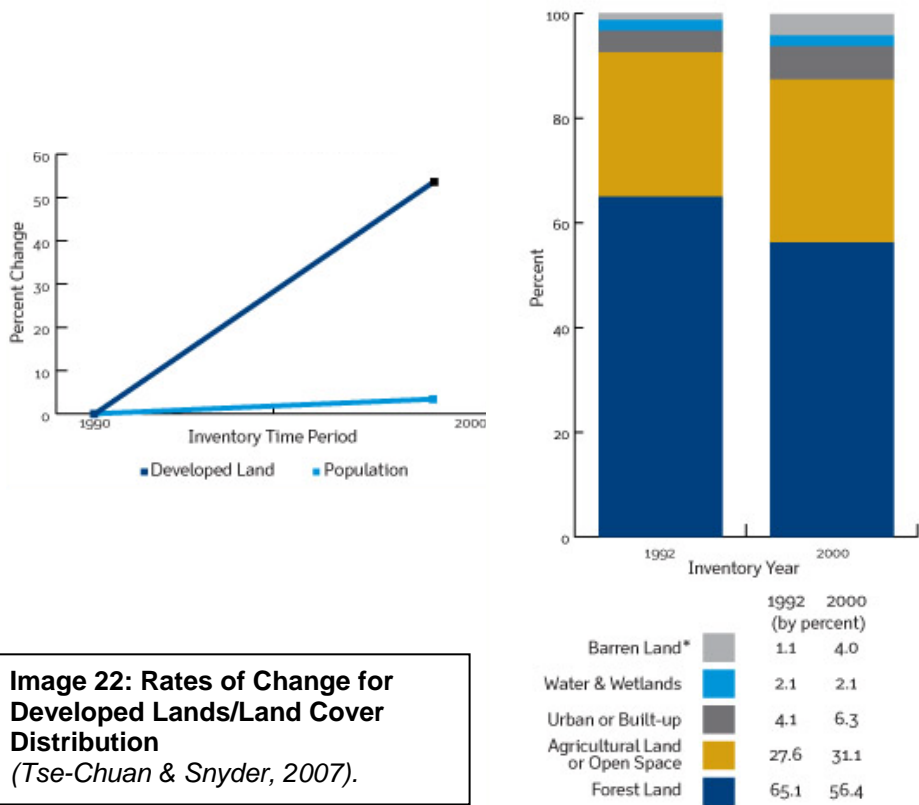 60
50
40
30
20
10
0
Percent Change
1990
2000
Inventory Time Period
Developed Land
Population
100
80
60
40
20
0
Percent
1992
2000
Inventory Year
1992 2000
(by percent)
Barren Land* 1.1 4.0
Water & Wetlands 2.1 2.1
Urban or Built-up 4.1 6.3
Agricultural Land
or Open Space 27.6 31.1
Forest Land 65.1 56.4
Image 22: Rates of Change for
Developed Lands/Land Cover
Distribution
(Tse-Chuan & Snyder, 2007).